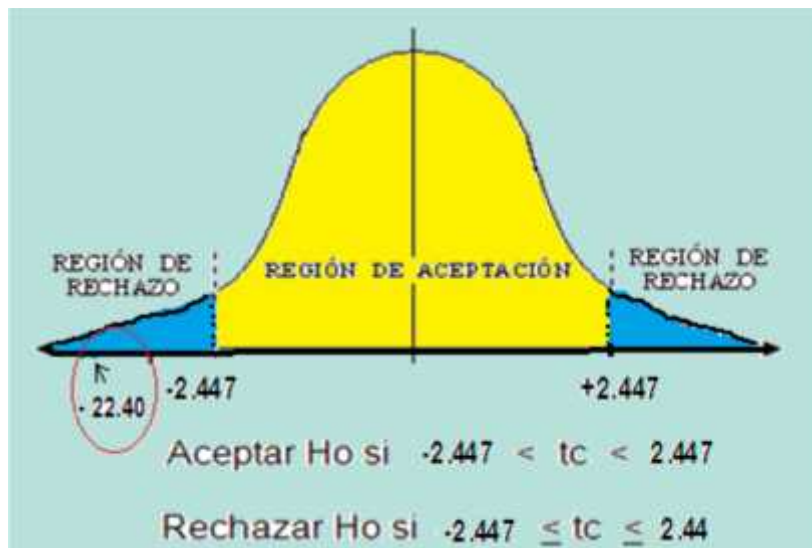 REGIÓN DE
RECHAZO
REGIÓN DE ACEPTACIÓN
REGIÓN DE
RECHAZO
-22.40
-2.447
+2.447
Aceptar Ho si -2.447 < tc < 2.447
Rechazar Ho si -2.447 ≤ tc ≤ 2.44